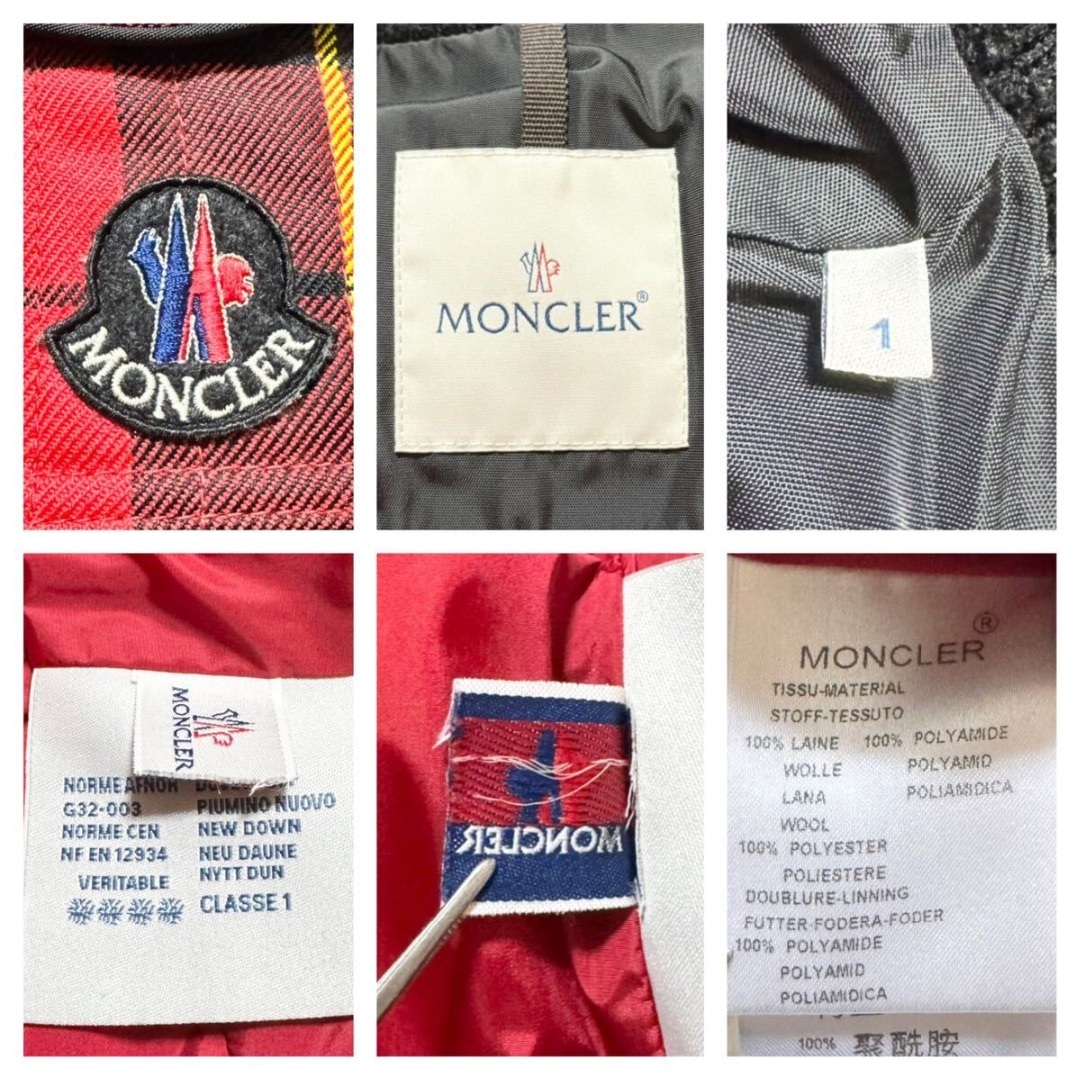 MONCLER
MONCLER®
1
MONCLER
NORME AFNOR
G32-003
NORME CEN
NF EN 12934
VERITABLE
PIUMINO NUOVO
NEW DOWN
NEU DAUNE
NYTT DUN
CLASSE 1
MONCLER
MONCLER®
TISSU-MATERIAL
STOFF-TESSUTO
100% LAINE 100% POLYAMIDE
WOLLE POLYAMID
LANA POLIAMIDICA
WOOL
100% POLYESTER
POLIESTERE
DOUBLURE-LINNING
FUTTER-FODERA-FODER
100% POLYAMIDE
POLYAMID
POLIAMIDICA
100% 聚酰胺